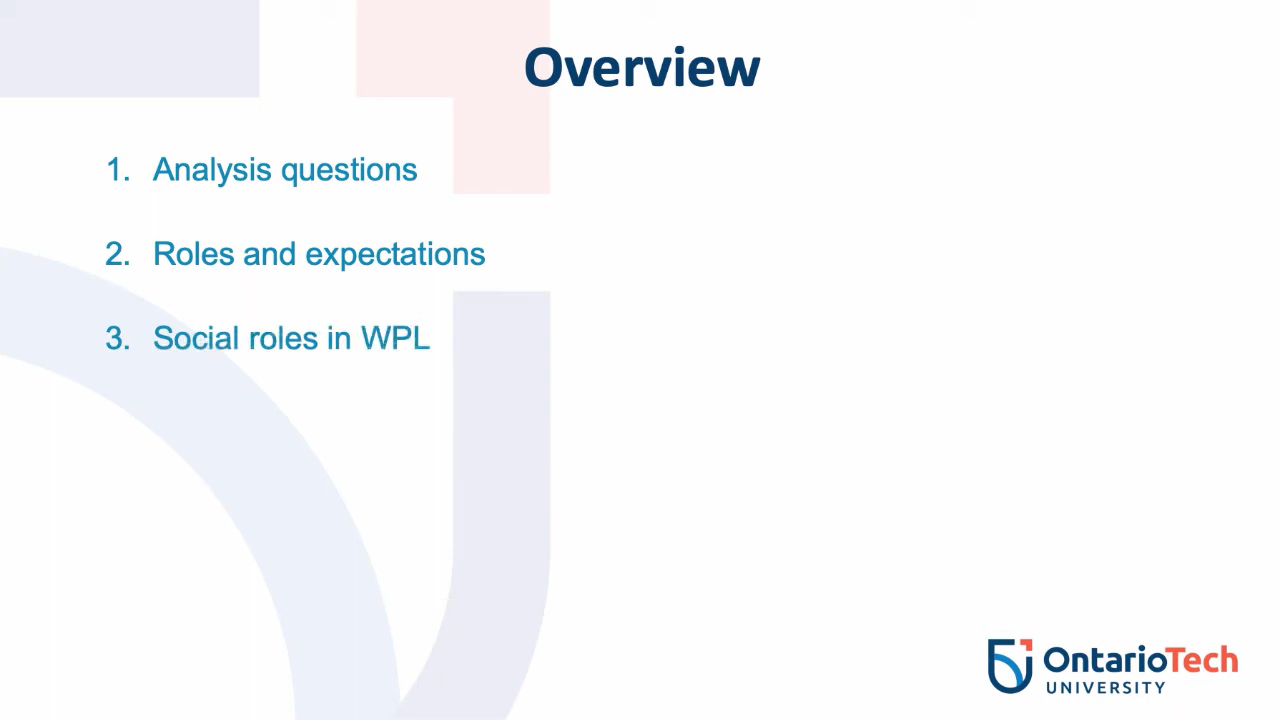 Overview
1. Analysis questions
2. Roles and expectations
3. Social roles in WPL
OntarioTech
UNIVERSITY